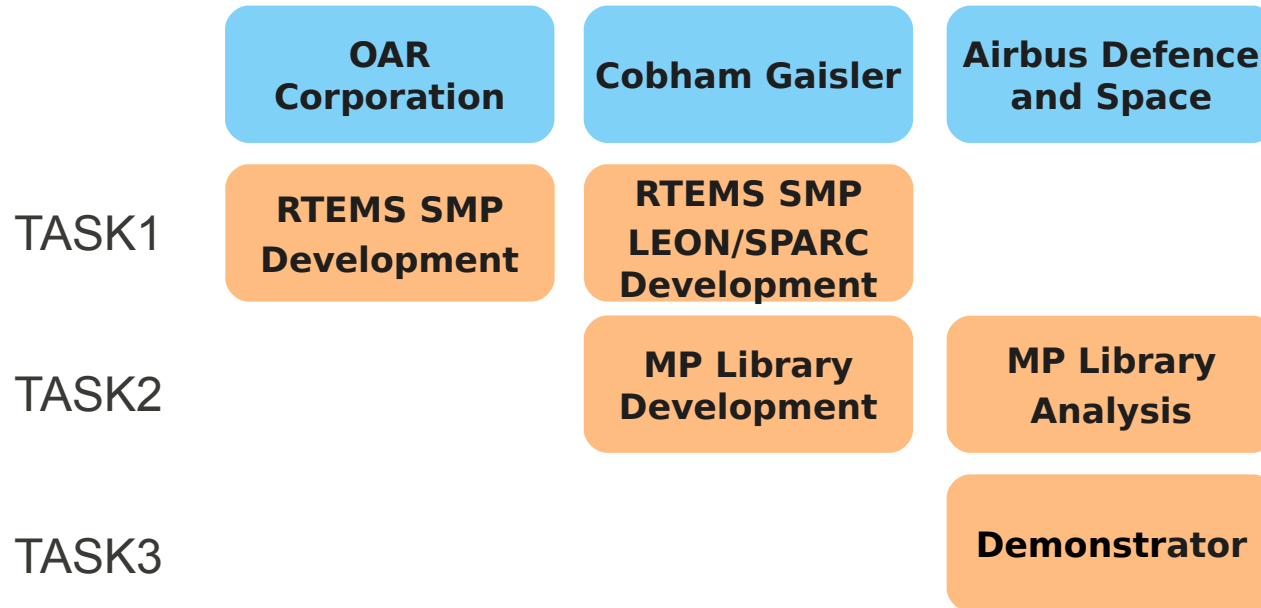 OAR
Corporation
Cobham Gaisler
Airbus Defence
and Space
TASK1
RTEMS SMP
Development
RTEMS SMP
LEON/SPARC
Development
TASK2
MP Library
Development
MP Library
Analysis
TASK3
Demonstrator